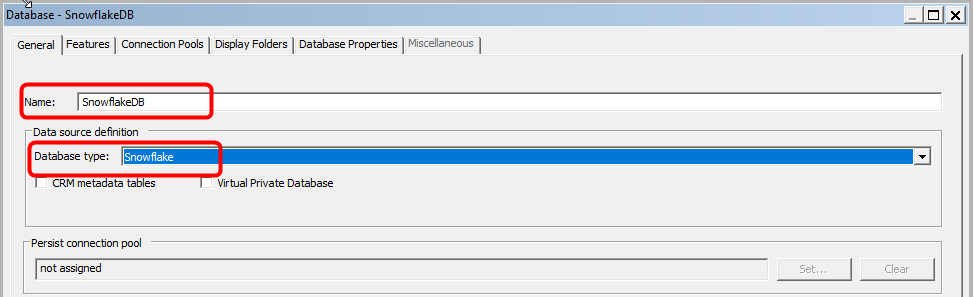 Database - SnowflakeDB
General Features Connection Pools Display Folders Database Properties Miscellaneous
Name: SnowflakeDB
Data source definition
Database type: Snowflake
CRM metadata tables Virtual Private Database
Persist connection pool
not assigned Set... Clear